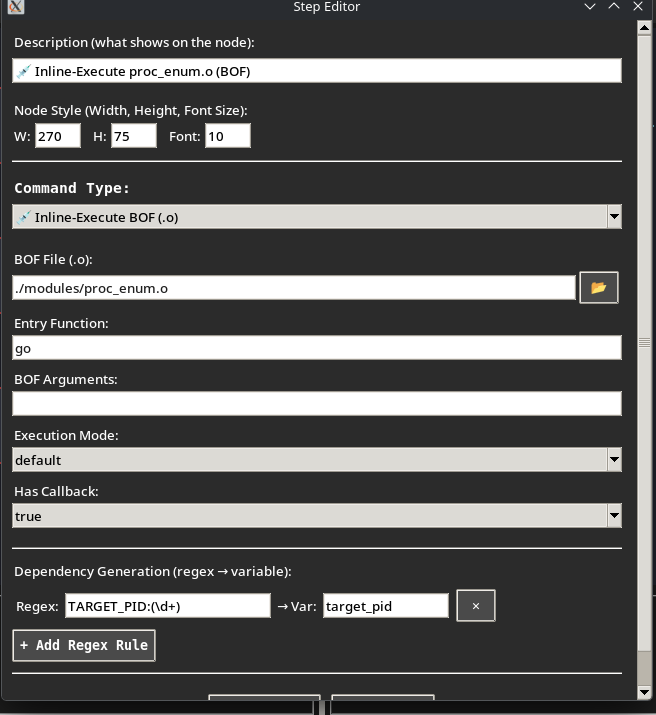 Step Editor
Description (what shows on the node):
Inline-Execute proc_enum.o (BOF)
Node Style (Width, Height, Font Size):
W: 270 H: 75 Font: 10
Command Type:
Inline-Execute BOF (.o)
BOF File (.o):
./modules/proc_enum.o
Entry Function:
go
BOF Arguments:
Execution Mode:
default
Has Callback:
true
Dependency Generation (regex → variable):
Regex: TARGET_PID:(\d+) → Var: target_pid ×
+ Add Regex Rule